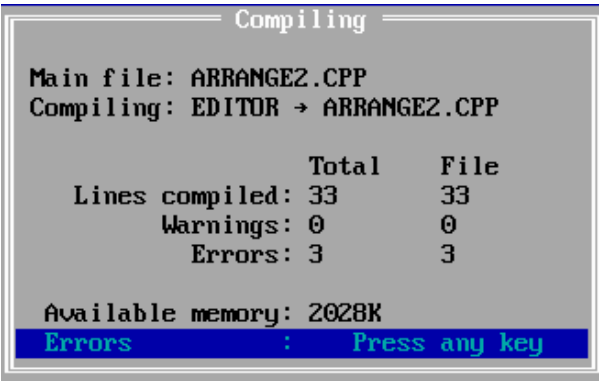 Compiling
Main file: ARRANGE2.CPP
Compiling: EDITOR → ARRANGE2.CPP
Total File
Lines compiled: 33 33
Warnings: 0 0
Errors: 3 3
Available memory: 2028K
Errors : Press any key